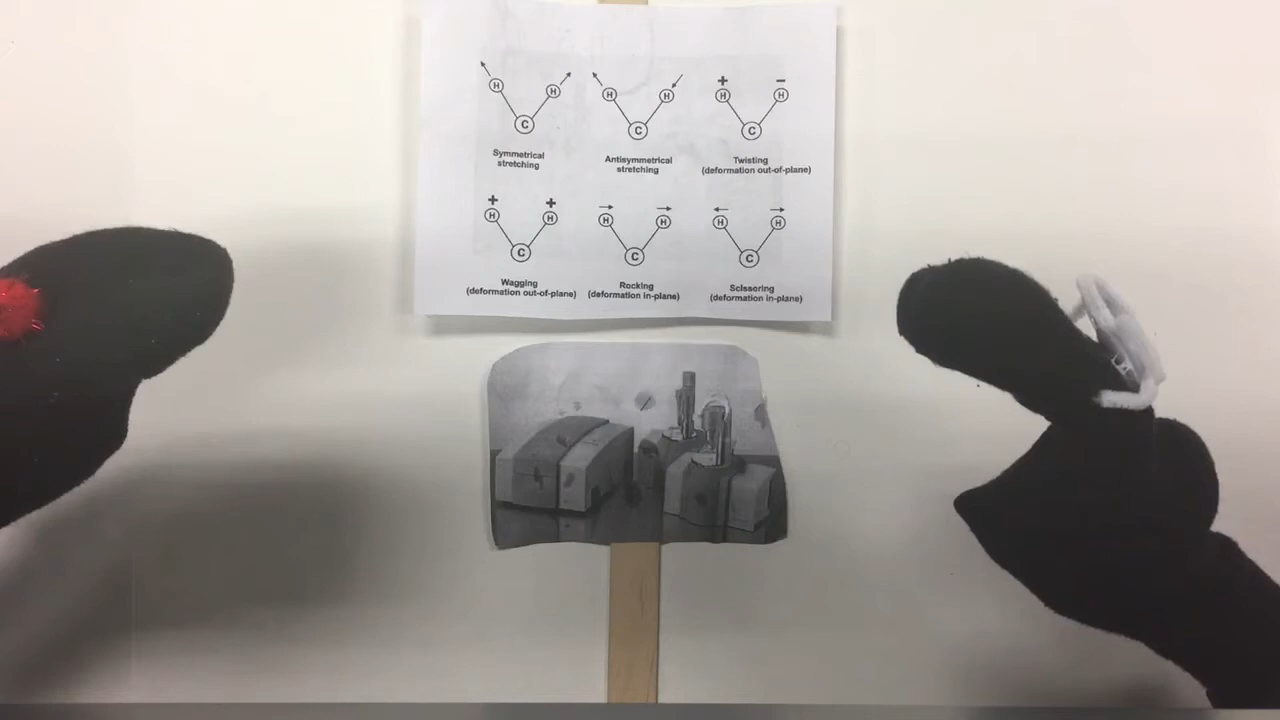 H H H H + −
H H
C C C
Symmetrical
stretching
Antisymmetrical
stretching
Twisting
(deformation out-of-plane)
+ +
H H H H H H
C C C
Wagging
(deformation out-of-plane)
Rocking
(deformation in-plane)
Scissoring
(deformation in-plane)